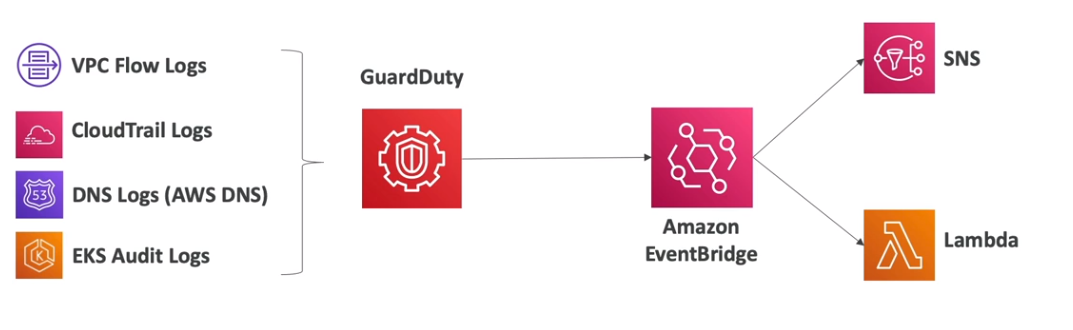 VPC Flow Logs
CloudTrail Logs
53
DNS Logs (AWS DNS)
K
EKS Audit Logs
GuardDuty
Amazon
EventBridge
SNS
Lambda